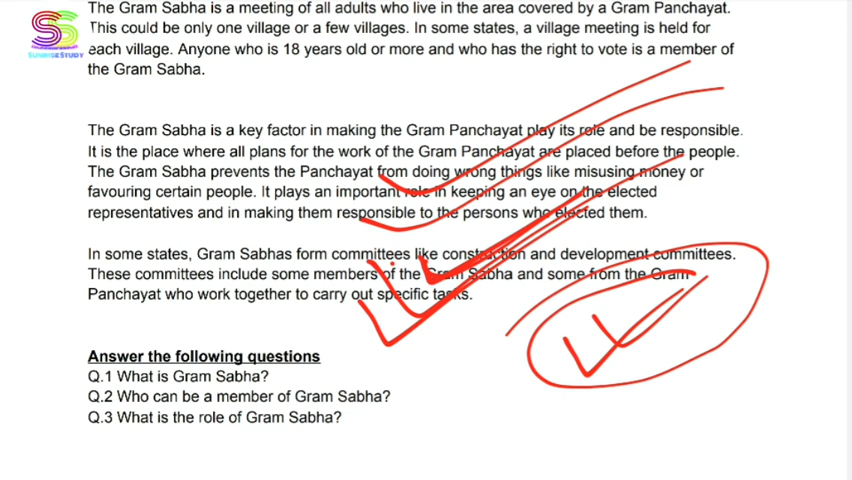 The Gram Sabha is a meeting of all adults who live in the area covered by a Gram Panchayat.
This could be only one village or a few villages. In some states, a village meeting is held for
each village. Anyone who is 18 years old or more and who has the right to vote is a member of
the Gram Sabha.
SUNRISE STUDY
The Gram Sabha is a key factor in making the Gram Panchayat play its role and be responsible.
It is the place where all plans for the work of the Gram Panchayat are placed before the people.
The Gram Sabha prevents the Panchayat from doing wrong things like misusing money or
favouring certain people. It plays an important role in keeping an eye on the elected
representatives and in making them responsible to the persons who elected them.
In some states, Gram Sabhas form committees like construction and development committees.
These committees include some members of the Gram Sabha and some from the Gram
Panchayat who work together to carry out specific tasks.
Answer the following questions
Q.1 What is Gram Sabha?
Q.2 Who can be a member of Gram Sabha?
Q.3 What is the role of Gram Sabha?